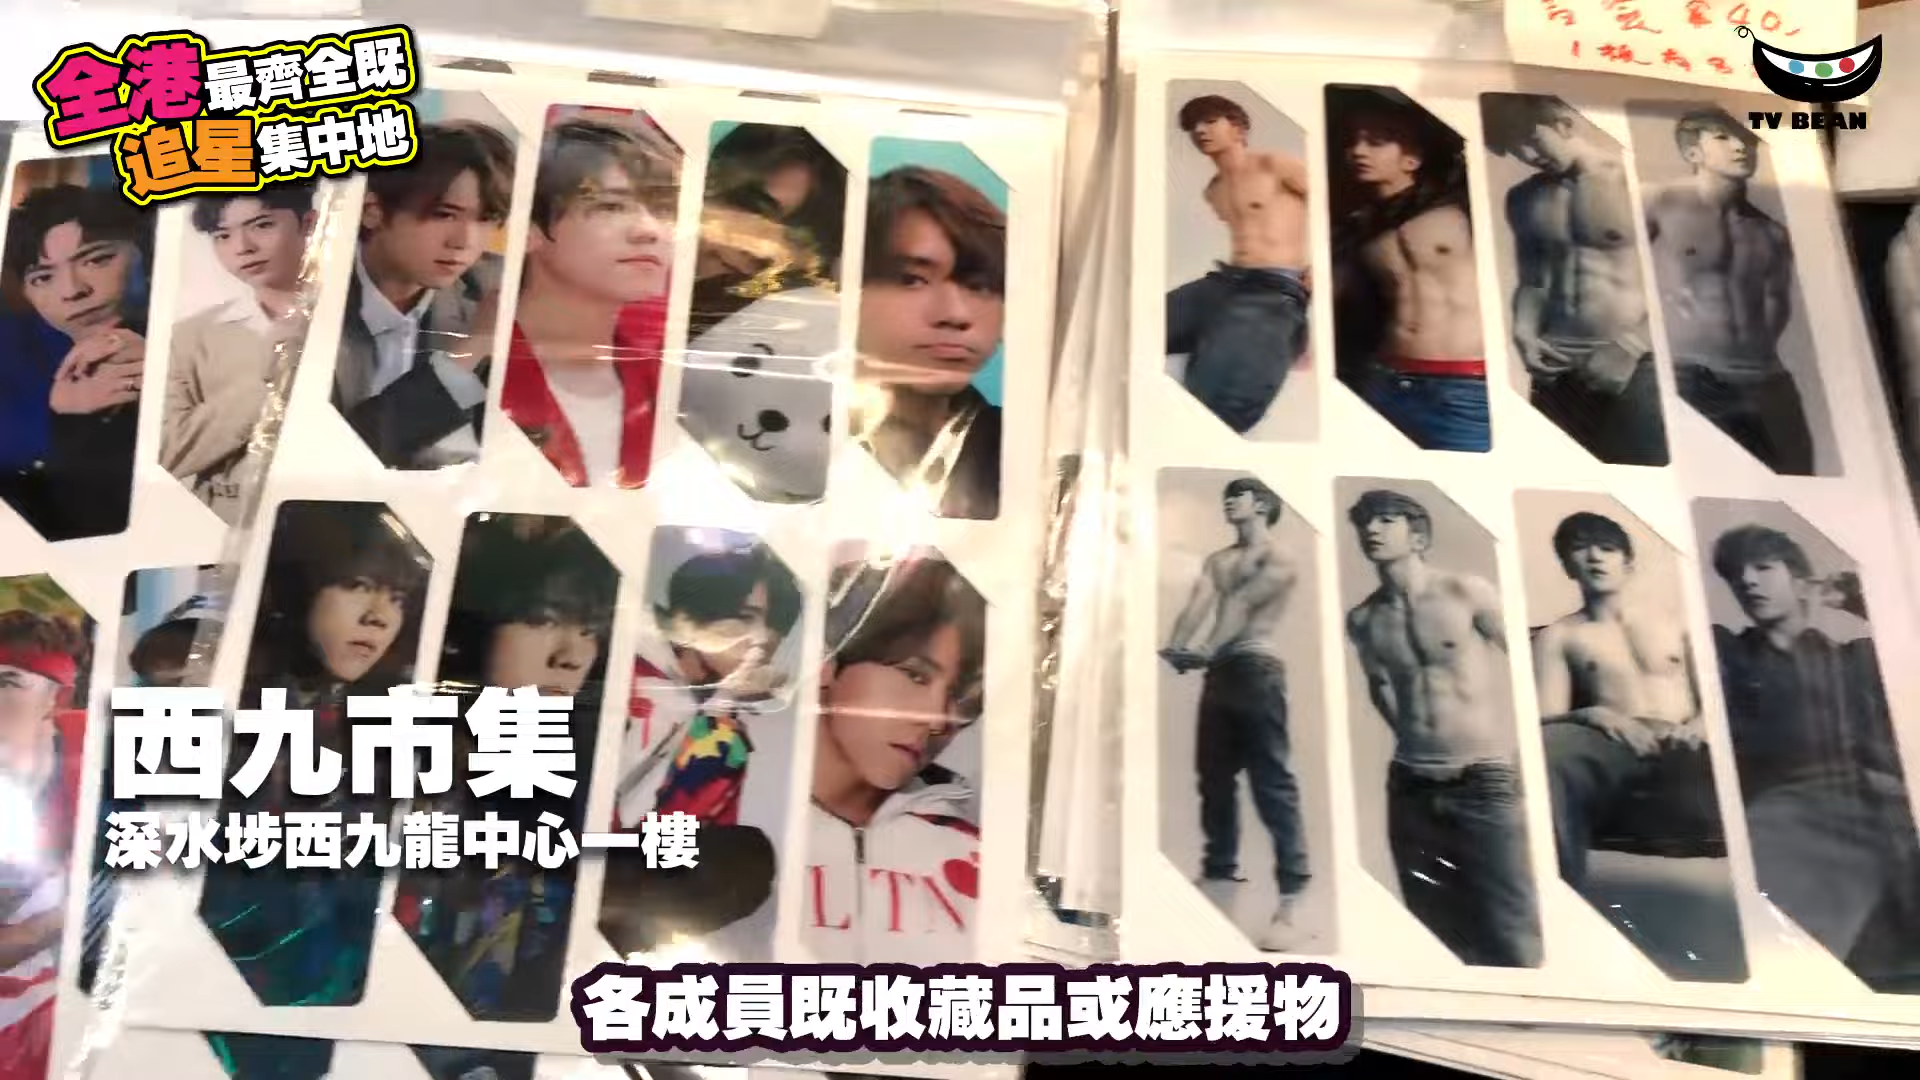 全港最齊全既
追星集中地
$40
TV BEAN
西九市集
深水埗西九龍中心一樓
LTN
各成員既收藏品或應援物